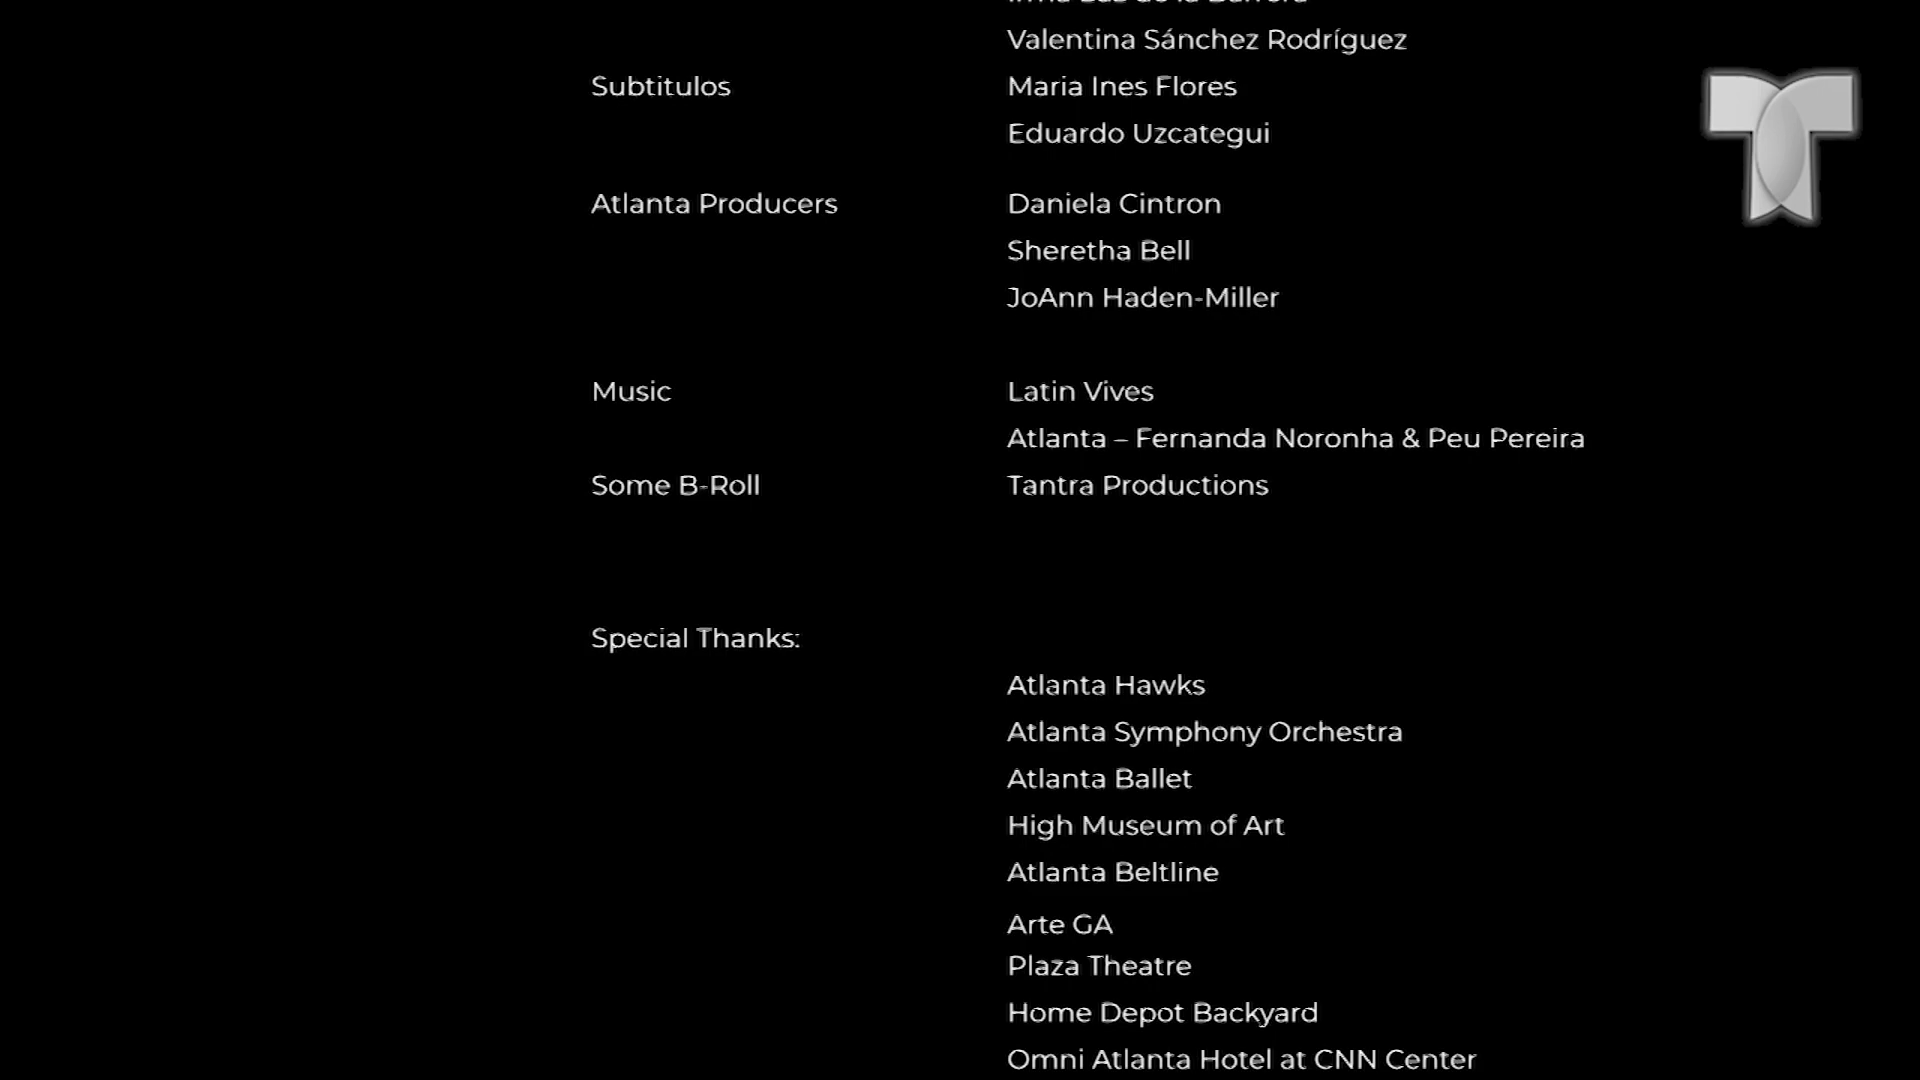 Valentina Sánchez Rodríguez
Subtitulos Maria Ines Flores
Eduardo Uzcategui
Atlanta Producers Daniela Cintron
Sheretha Bell
JoAnn Haden-Miller
Music Latin Vives
Atlanta – Fernanda Noronha & Peu Pereira
Some B-Roll Tantra Productions
Special Thanks:
Atlanta Hawks
Atlanta Symphony Orchestra
Atlanta Ballet
High Museum of Art
Atlanta Beltline
Arte GA
Plaza Theatre
Home Depot Backyard
Omni Atlanta Hotel at CNN Center